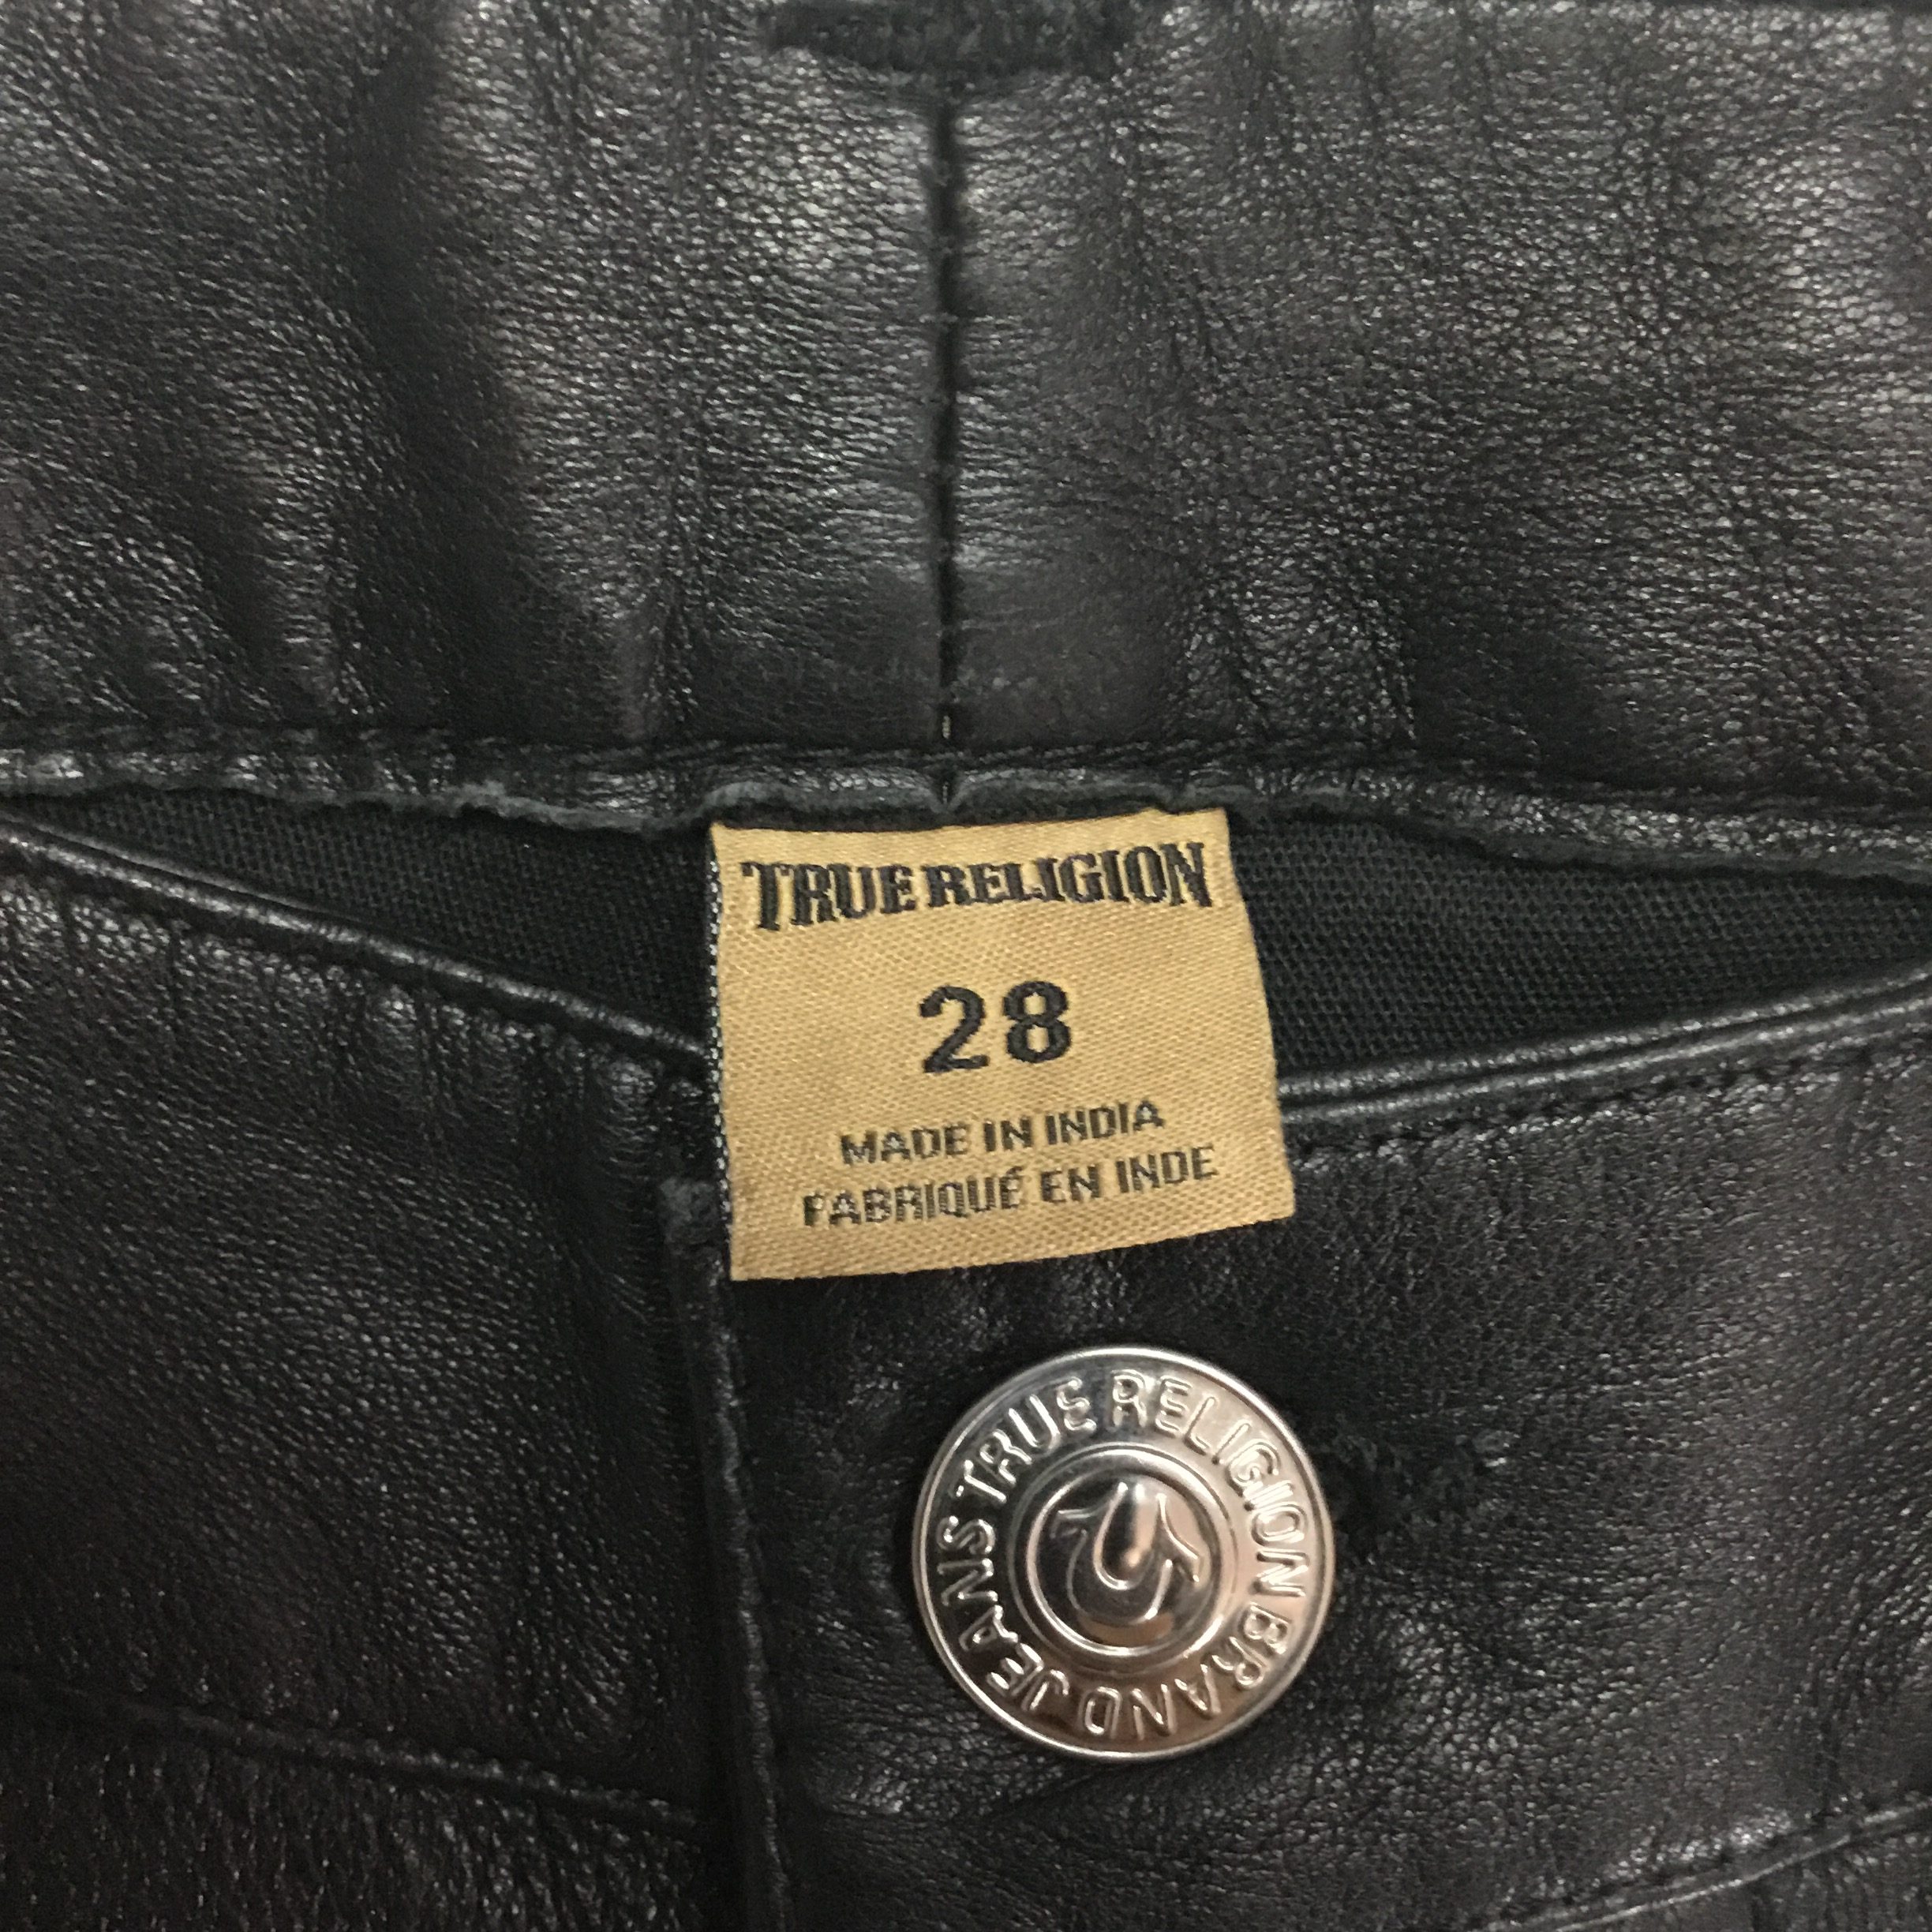 TRUE RELIGION
28
MADE IN INDIA
FABRIQUÉ EN INDE
TRUE RELIGION BRAND JEANS